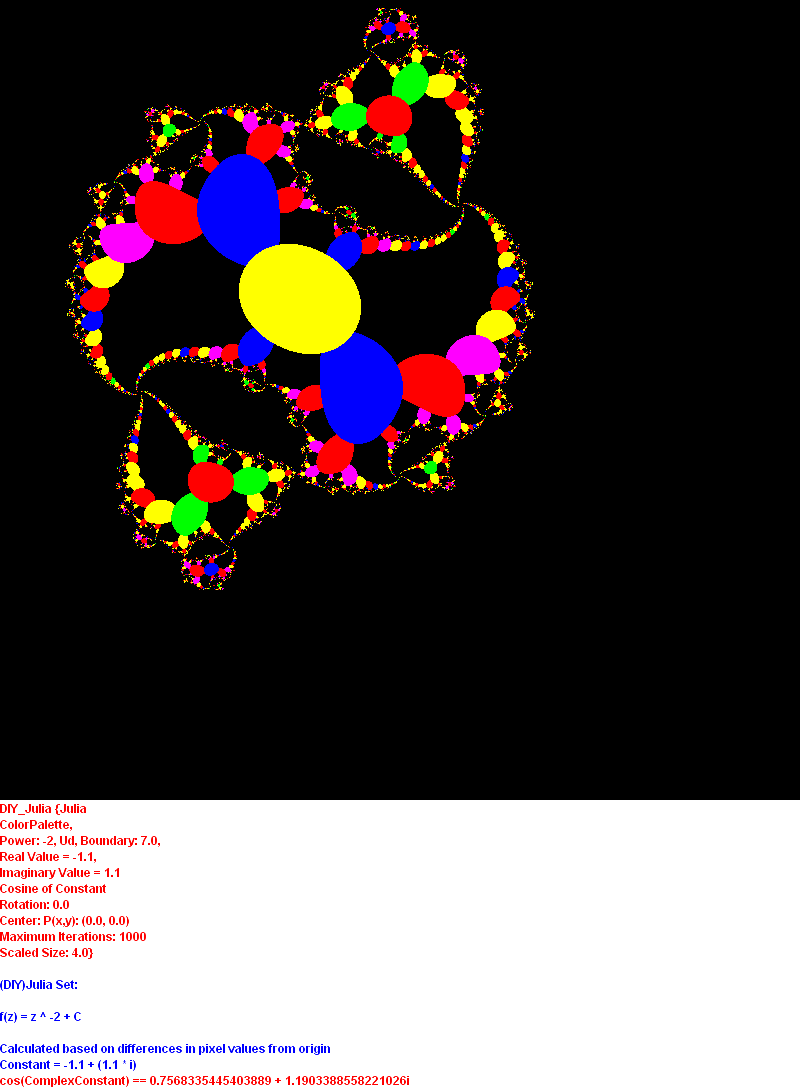 DIY_Julia {Julia
ColorPalette,
Power: -2, Ud, Boundary: 7.0,
Real Value = -1.1,
Imaginary Value = 1.1
Cosine of Constant
Rotation: 0.0
Center: P(x,y): (0.0, 0.0)
Maximum Iterations: 1000
Scaled Size: 4.0}
(DIY)Julia Set:
f(z) = z ^ -2 + C
Calculated based on differences in pixel values from origin
Constant = -1.1 + (1.1 * i)
cos(ComplexConstant) == 0.7568335445403889 + 1.1903388558221026i